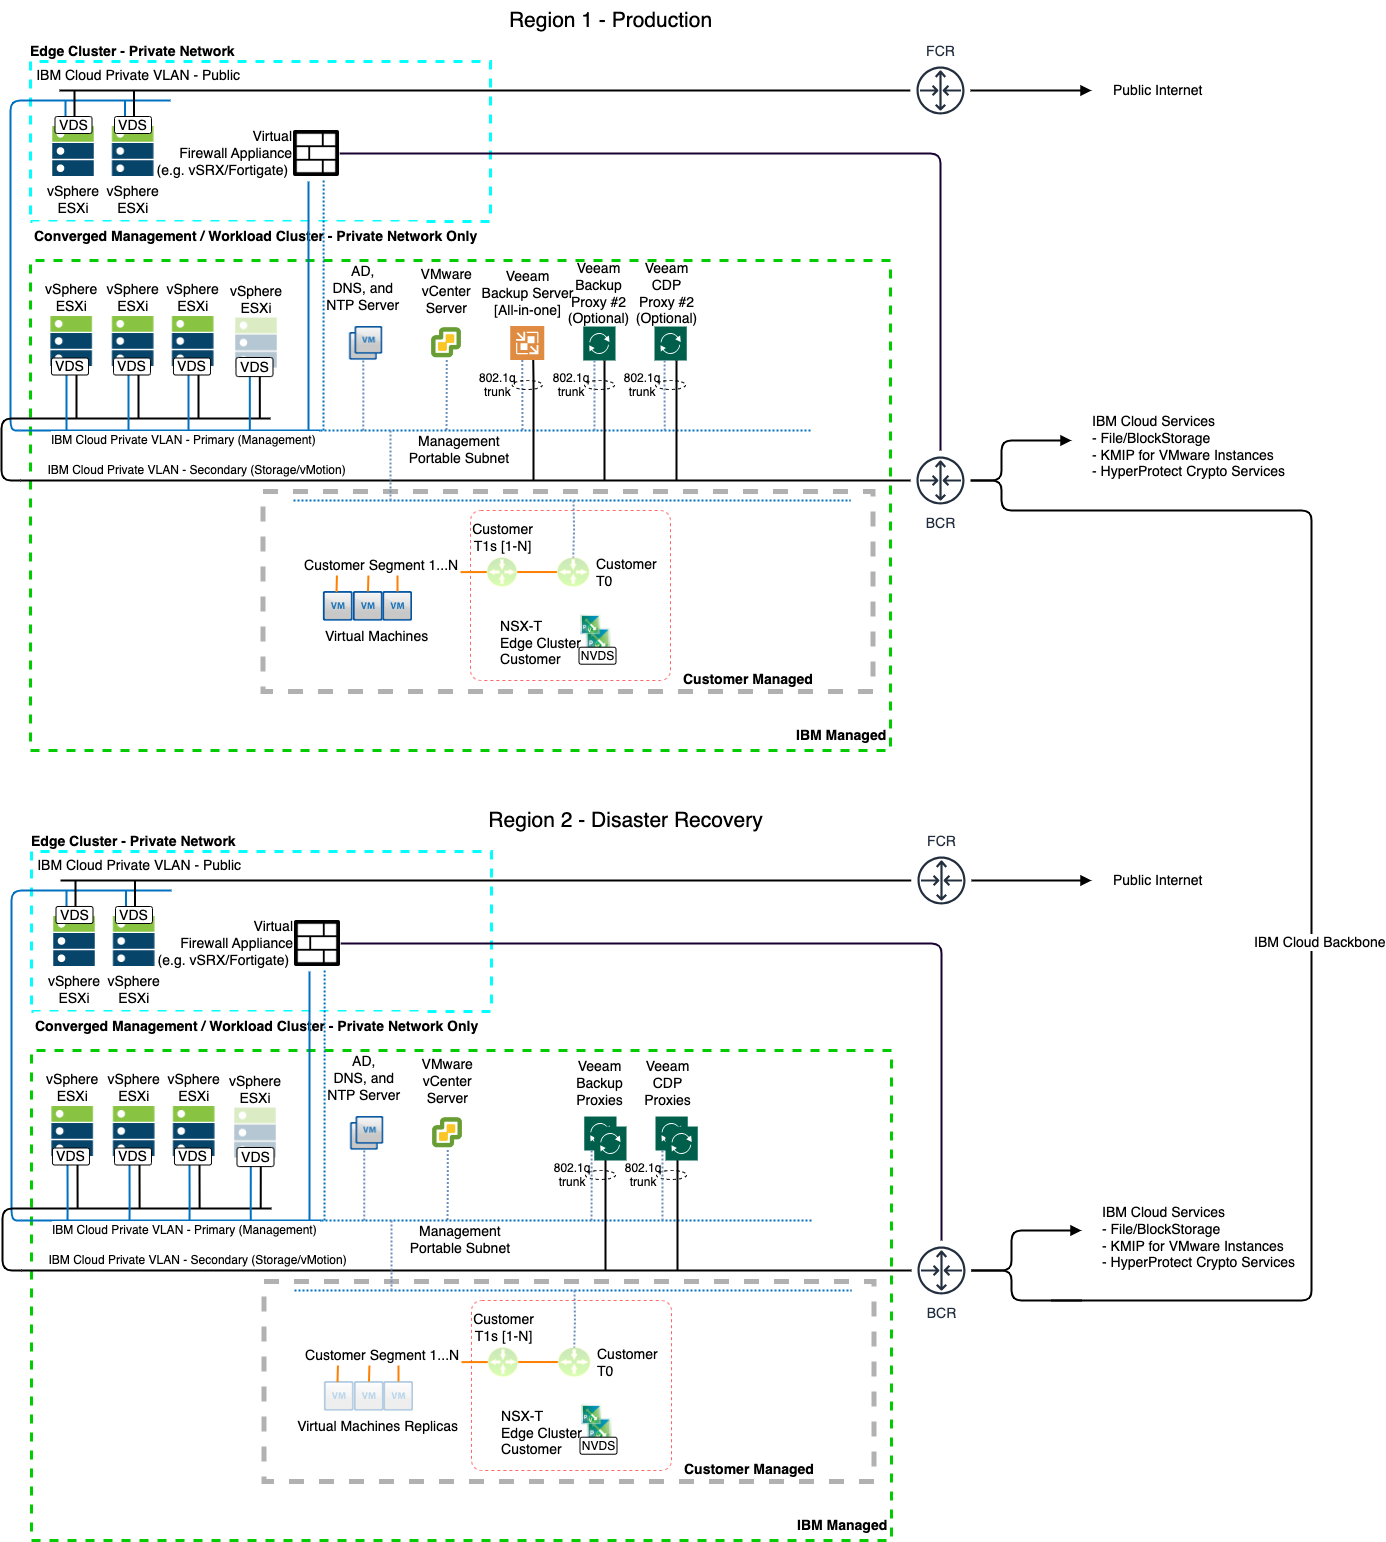 Region 1 - Production
Edge Cluster - Private Network
FCR
IBM Cloud Private VLAN - Public
Public Internet
VDS
VDS
Virtual
Firewall Appliance
(e.g. vSRX/Fortigate)
vSphere
ESXi
vSphere
ESXi
Converged Management / Workload Cluster - Private Network Only
vSphere
ESXi
vSphere
ESXi
vSphere
ESXi
vSphere
ESXi
AD,
DNS, and
NTP Server
VMware
vCenter
Server
Veeam
Backup Server
[All-in-one]
Veeam
Backup
Proxy #2
(Optional)
Veeam
CDP
Proxy #2
(Optional)
VM
VDS
VDS
VDS
VDS
802.1q
trunk
802.1q
trunk
802.1q
trunk
IBM Cloud Private VLAN - Primary (Management)
Management
Portable Subnet
IBM Cloud Private VLAN - Secondary (Storage/vMotion)
BCR
IBM Cloud Services
- File/BlockStorage
- KMIP for VMware Instances
- HyperProtect Crypto Services
Customer
T1s [1-N]
Customer Segment 1...N
Customer
T0
VM
VM
VM
Virtual Machines
NSX-T
Edge Cluster
Customer
NVDS
Customer Managed
IBM Managed
Region 2 - Disaster Recovery
Edge Cluster - Private Network
FCR
IBM Cloud Private VLAN - Public
Public Internet
VDS
VDS
Virtual
Firewall Appliance
(e.g. vSRX/Fortigate)
IBM Cloud Backbone
vSphere
ESXi
vSphere
ESXi
Converged Management / Workload Cluster - Private Network Only
vSphere
ESXi
vSphere
ESXi
vSphere
ESXi
vSphere
ESXi
AD,
DNS, and
NTP Server
VMware
vCenter
Server
Veeam
Backup
Proxies
Veeam
CDP
Proxies
VM
VDS
VDS
VDS
VDS
802.1q
trunk
802.1q
trunk
IBM Cloud Private VLAN - Primary (Management)
Management
Portable Subnet
IBM Cloud Private VLAN - Secondary (Storage/vMotion)
BCR
IBM Cloud Services
- File/BlockStorage
- KMIP for VMware Instances
- HyperProtect Crypto Services
Customer
T1s [1-N]
Customer Segment 1...N
Customer
T0
VM
VM
VM
Virtual Machines Replicas
NSX-T
Edge Cluster
Customer
NVDS
Customer Managed
IBM Managed